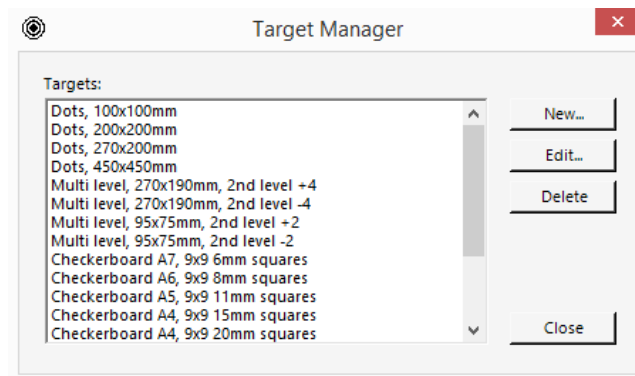 Target Manager
Targets:
Dots, 100x100mm
Dots, 200x200mm
Dots, 270x200mm
Dots, 450x450mm
Multi level, 270x190mm, 2nd level +4
Multi level, 270x190mm, 2nd level -4
Multi level, 95x75mm, 2nd level +2
Multi level, 95x75mm, 2nd level -2
Checkerboard A7, 9x9 6mm squares
Checkerboard A6, 9x9 8mm squares
Checkerboard A5, 9x9 11mm squares
Checkerboard A4, 9x9 15mm squares
Checkerboard A4, 9x9 20mm squares
New...
Edit...
Delete
Close